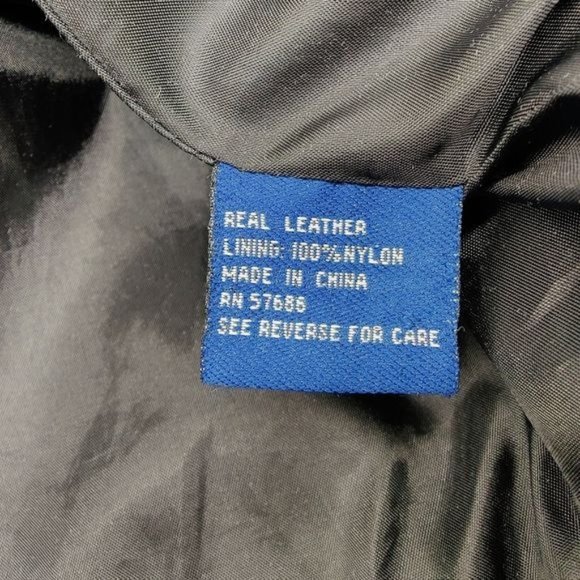 REAL LEATHER
LINING: 100% NYLON
MADE IN CHINA
RN 57686
SEE REVERSE FOR CARE